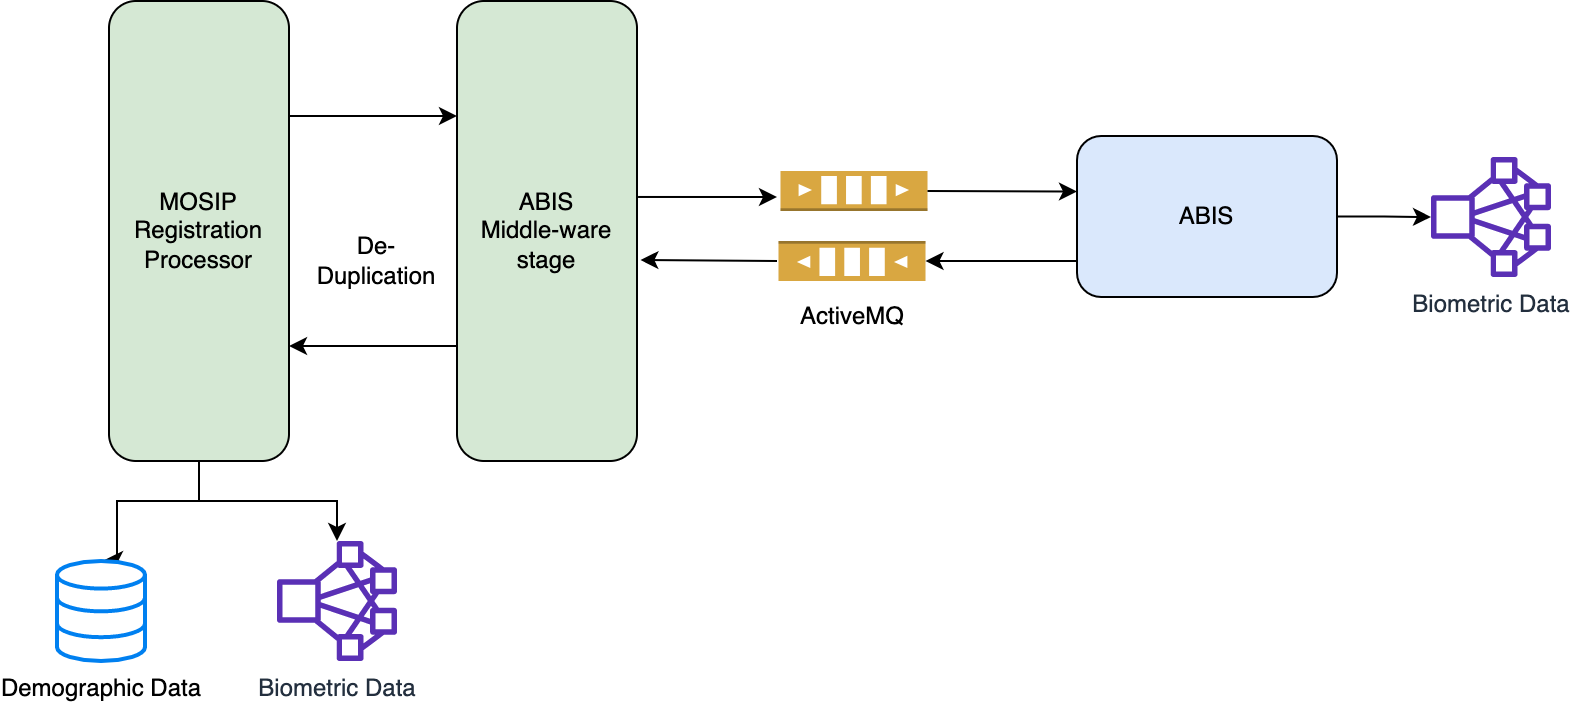 MOSIP
Registration
Processor
De-
Duplication
ABIS
Middle-ware
stage
ActiveMQ
ABIS
Biometric Data
Demographic Data
Biometric Data